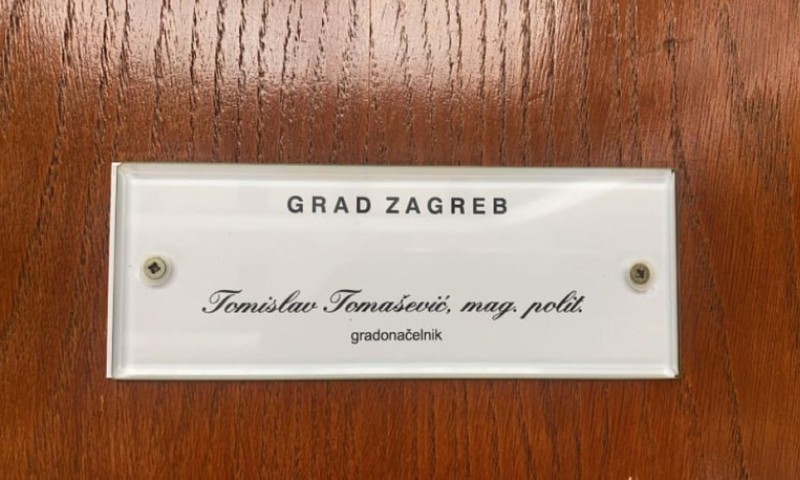 GRAD ZAGREB
Tomislav Tomašević, mag. polit.
gradonačelnik